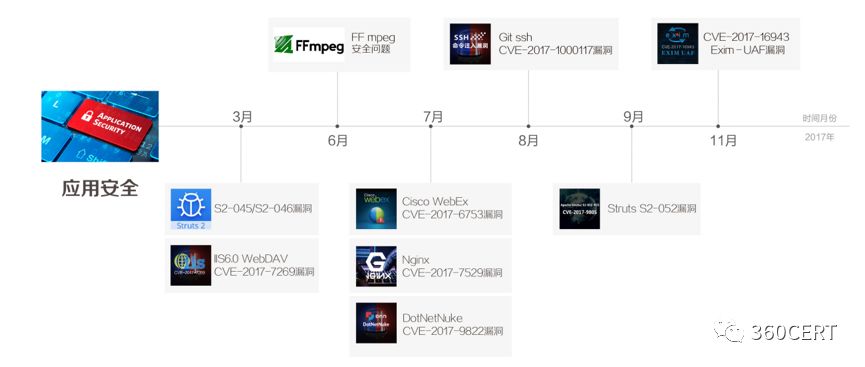 FFmpeg
FF mpeg
安全问题
SSH
命令注入漏洞
Git ssh
CVE-2017-1000117漏洞
CVE-2017-16943
EXIM UAF
CVE-2017-16943
Exim-UAF漏洞
L
APPLICATION
SECURITY
M
Shift
应用安全
3月
6月
7月
8月
9月
11月
时间月份
2017年
Struts 2
S2-045/S2-046漏洞
IIS6.0 WebDAV
CVE-2017-7269漏洞
Cisco
webex
Cisco WebEx
CVE-2017-6753漏洞
NGINX
Nginx
CVE-2017-7529漏洞
dnn
DotNetNuke
DotNetNuke
CVE-2017-9822漏洞
CVE-2017-9805
Struts S2-052漏洞
360CERT